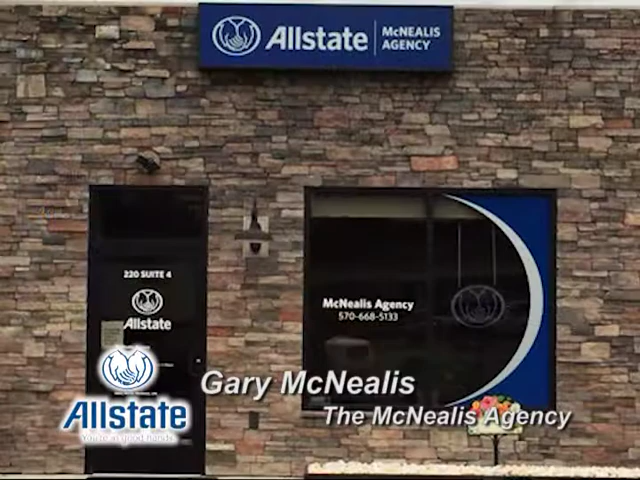 Allstate
McNEALIS
AGENCY
220 SUITE 4
Allstate
McNealis Agency
570-668-5133
Gary McNealis
Allstate
You're in good hands.
The McNealis Agency